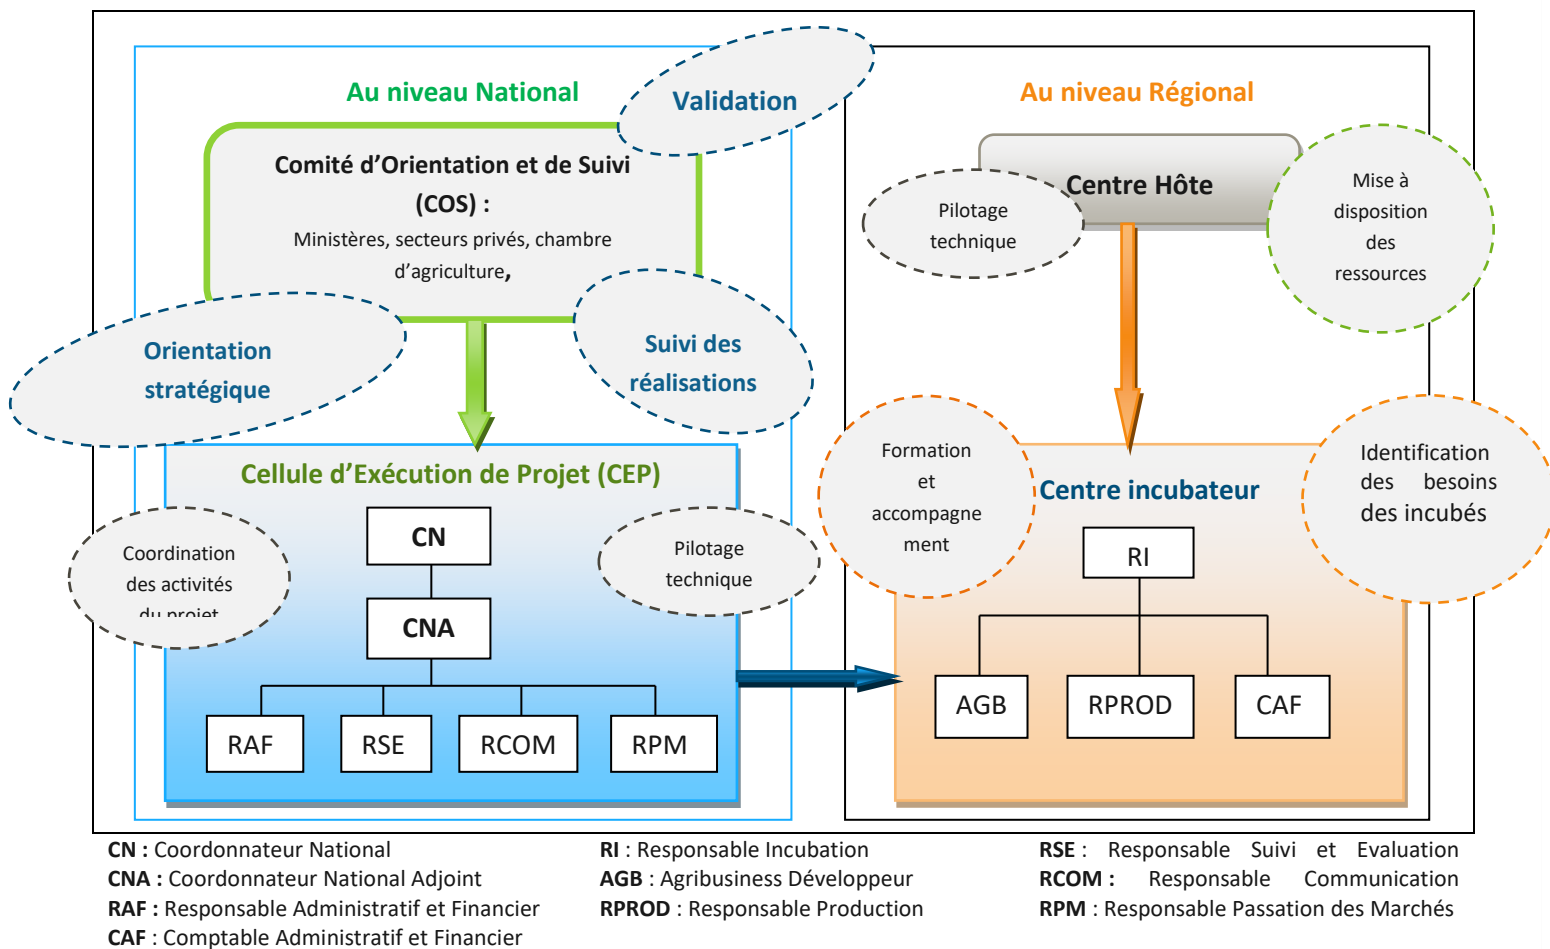 Au niveau National
Validation
Comité d’Orientation et de Suivi
(COS) :
Ministères, secteurs privés, chambre
d’agriculture,
Orientation
stratégique
Suivi des
réalisations
Cellule d’Exécution de Projet (CEP)
CN
Coordination
des activités
du projet
Pilotage
technique
CNA
RAF
RSE
RCOM
RPM
Au niveau Régional
Centre Hôte
Pilotage
technique
Mise à
disposition
des
ressources
Formation
et
accompagne
ment
Centre incubateur
Identification
des besoins
des incubés
RI
AGB
RPROD
CAF
CN : Coordonnateur National
CNA : Coordonnateur National Adjoint
RAF : Responsable Administratif et Financier
CAF : Comptable Administratif et Financier
RI : Responsable Incubation
AGB : Agribusiness Développeur
RPROD : Responsable Production
RSE : Responsable Suivi et Evaluation
RCOM : Responsable Communication
RPM : Responsable Passation des Marchés